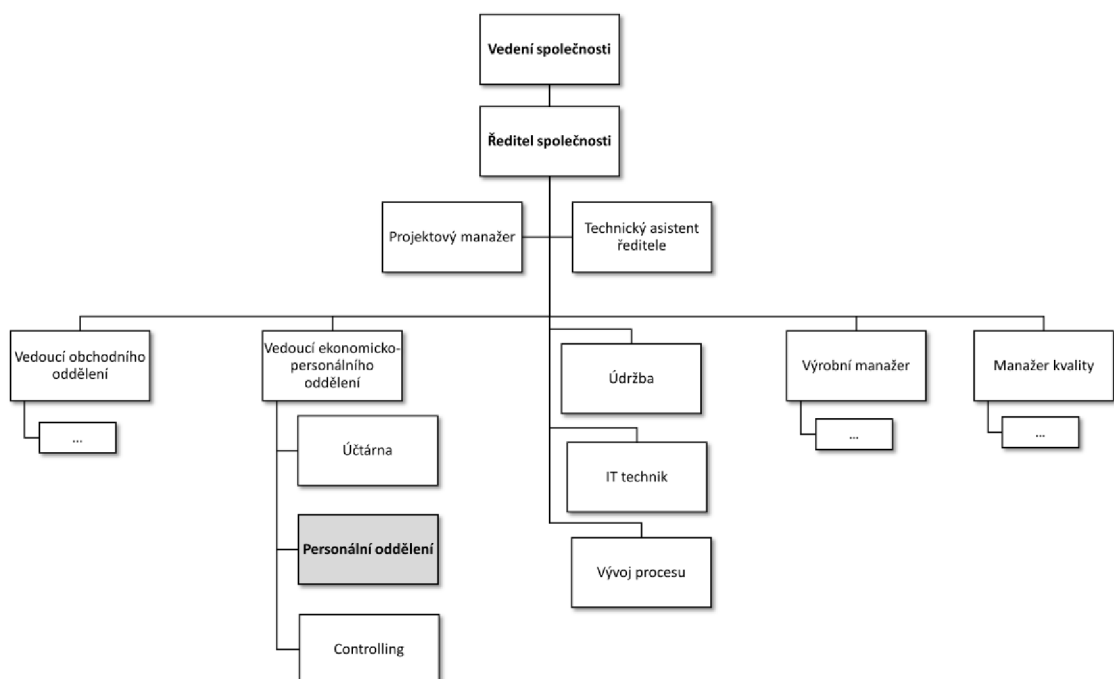 Vedení společnosti
Ředitel společnosti
Projektový manažer
Technický asistent
ředitele
Vedoucí obchodního
oddělení
...
Vedoucí ekonomicko-
personálního
oddělení
Účtárna
Personální oddělení
Controlling
Údržba
IT technik
Vývoj procesu
Výrobní manažer
...
Manažer kvality
...